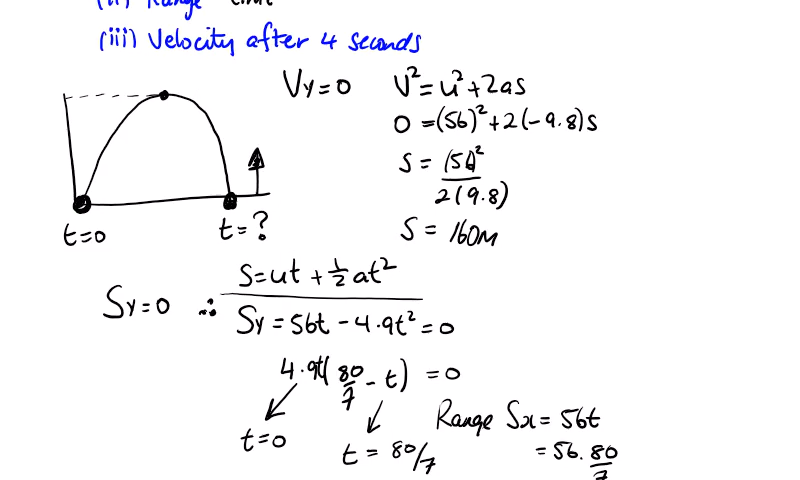 (ii) Range
(iii) Velocity after 4 seconds
Vy=0
V²=u²+2as
0=(56)²+2(-9.8)s
s=(56)²
2(9.8)
s=160m
t=0
t=?
Sy=0 ∴
S=ut+½at²
Sy=56t-4.9t²=0
4.9t(80/7-t)=0
t=0
t=80/7
Range Sx=56t
=56.80/7